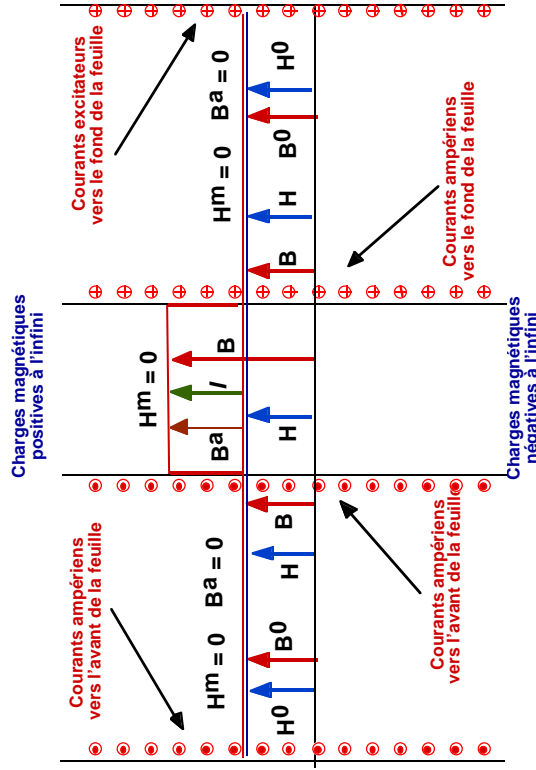 Charges magnétiques
positives à l'infini
Courants ampériens
vers l'avant de la feuille
Courants excitateurs
vers le fond de la feuille
Hᵐ = 0
Hᵐ = 0
Bᵃ = 0
Bᵃ
I
B
Hᵐ = 0
Bᵃ = 0
H⁰
B⁰
H
B
H
B
H
B⁰
H⁰
Courants ampériens
vers l'avant de la feuille
Courants ampériens
vers le fond de la feuille
Charges magnétiques
négatives à l'infini